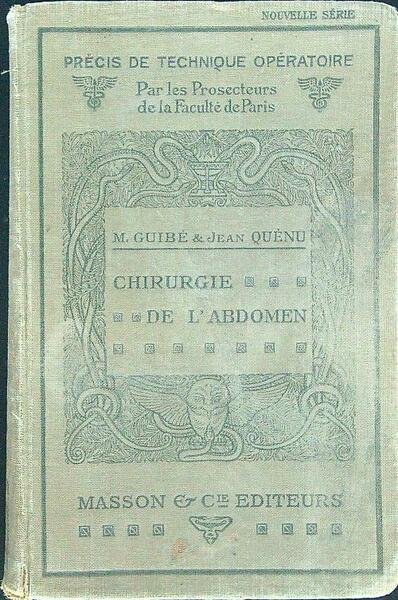 NOUVELLE SÉRIE
PRÉCIS DE TECHNIQUE OPÉRATOIRE
Par les Prosecteurs
de la Faculté de Paris
M. GUIBÉ & JEAN QUÉNU
CHIRURGIE
DE L'ABDOMEN
MASSON & CIE EDITEURS